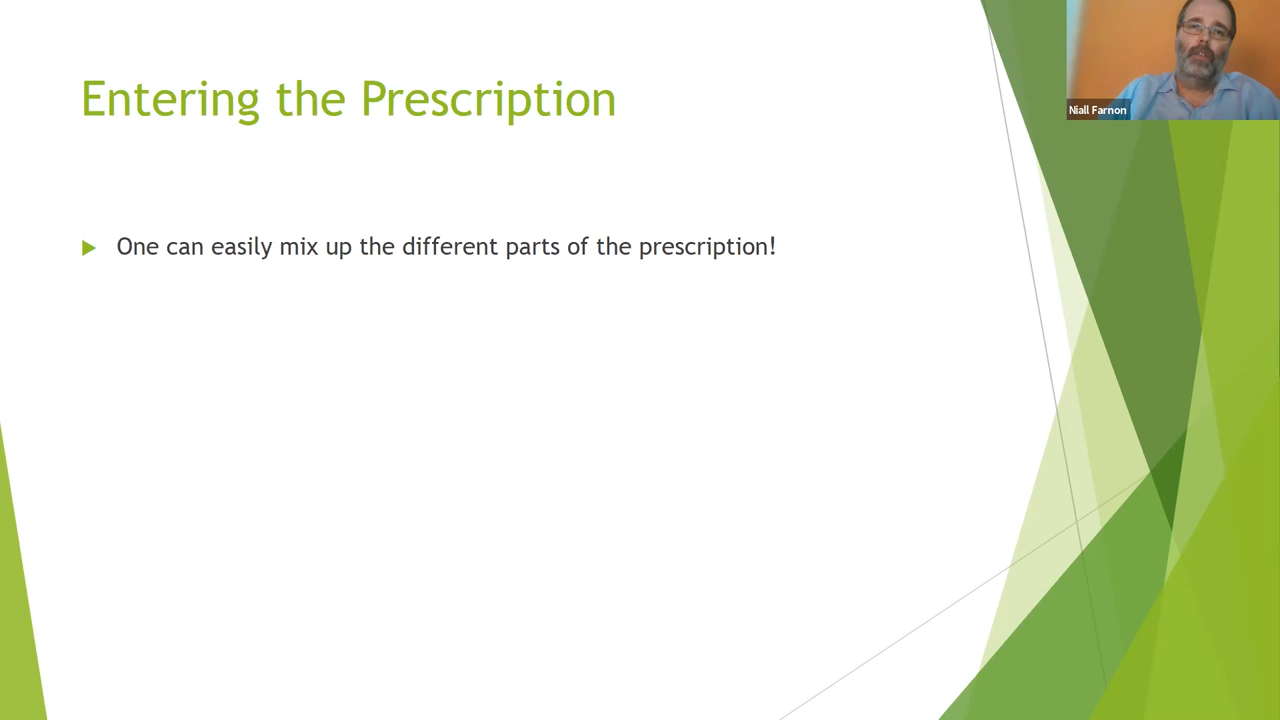 Entering the Prescription
One can easily mix up the different parts of the prescription!
Niall Farnon